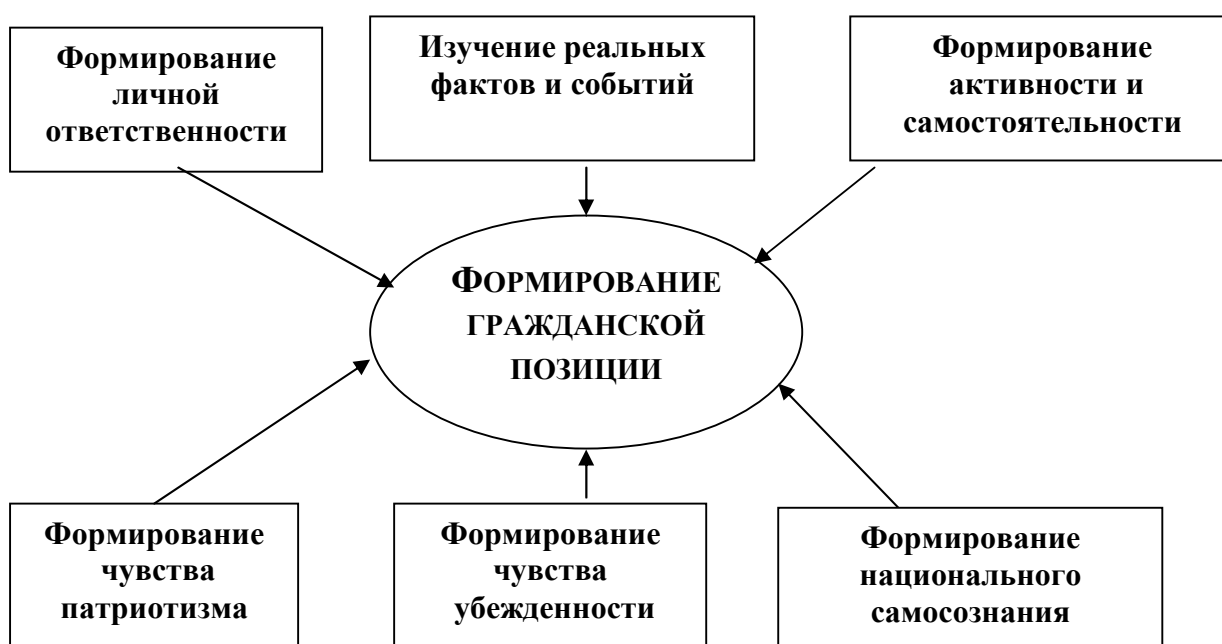 Формирование
личной
ответственности
Изучение реальных
фактов и событий
Формирование
активности и
самостоятельности
ФОРМИРОВАНИЕ
ГРАЖДАНСКОЙ
ПОЗИЦИИ
Формирование
чувства
патриотизма
Формирование
чувства
убежденности
Формирование
национального
самосознания